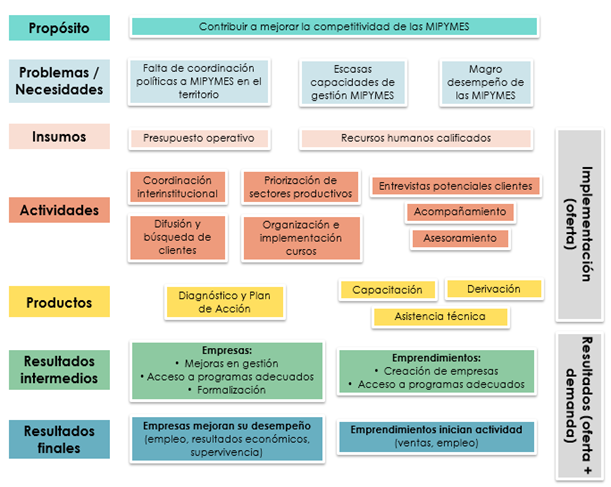 Propósito
Contribuir a mejorar la competitividad de las MIPYMES
Problemas /
Necesidades
Falta de coordinación
políticas a MIPYMES en el
territorio
Escasas
capacidades de
gestión MIPYMES
Magro
desempeño de
las MIPYMES
Insumos
Presupuesto operativo
Recursos humanos calificados
Actividades
Coordinación
interinstitucional
Priorización de
sectores productivos
Entrevistas potenciales clientes
Acompañamiento
Difusión y
búsqueda de
clientes
Organización e
implementación
cursos
Asesoramiento
Implementación
(oferta)
Productos
Diagnóstico y Plan
de Acción
Capacitación
Derivación
Asistencia técnica
Resultados
intermedios
Empresas:
• Mejoras en gestión
• Acceso a programas adecuados
• Formalización
Emprendimientos:
• Creación de empresas
• Acceso a programas adecuados
Resultados
finales
Empresas mejoran su desempeño
(empleo, resultados económicos,
supervivencia)
Emprendimientos inician actividad
(ventas, empleo)
Resultados (oferta +
demanda)